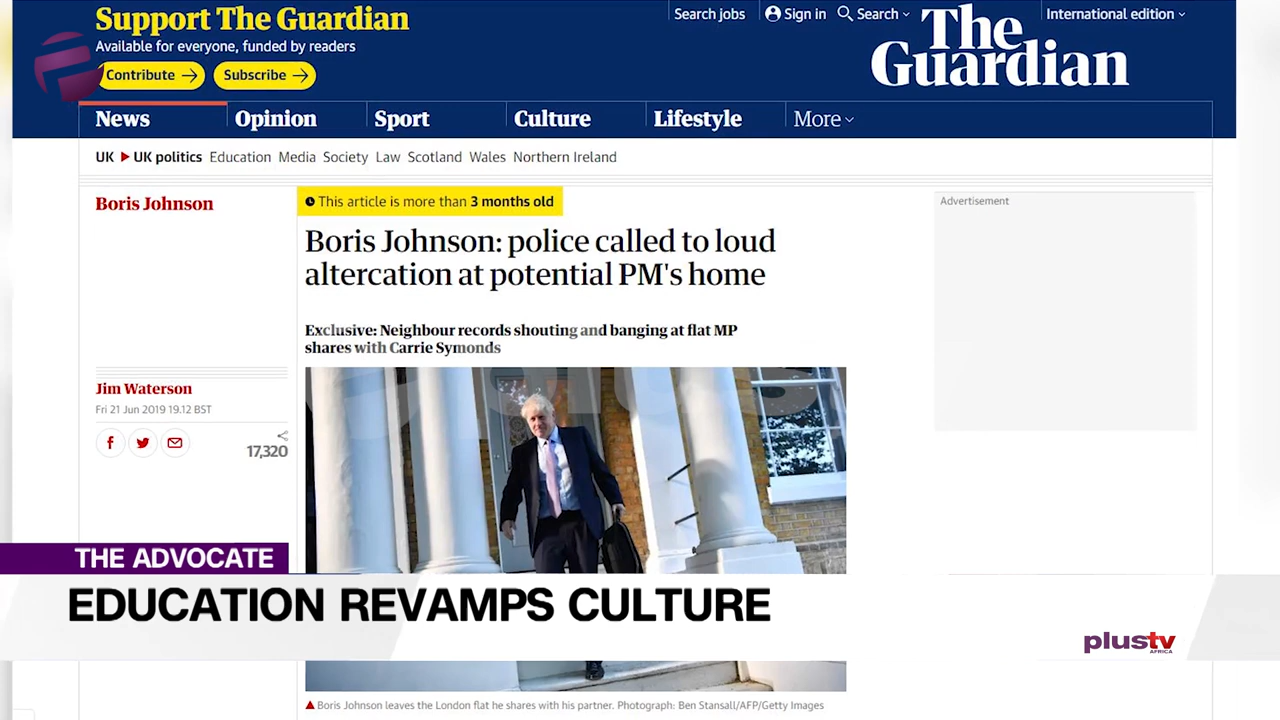 Support The Guardian
Available for everyone, funded by readers
Contribute → Subscribe →
Search jobs Sign in Search International edition
The Guardian
News Opinion Sport Culture Lifestyle More
UK UK politics Education Media Society Law Scotland Wales Northern Ireland
Boris Johnson
This article is more than 3 months old
Advertisement
Boris Johnson: police called to loud
altercation at potential PM's home
Exclusive: Neighbour records shouting and banging at flat MP
shares with Carrie Symonds
Jim Waterson
Fri 21 Jun 2019 19.12 BST
17,320
THE ADVOCATE
EDUCATION REVAMPS CULTURE
plustv
AFRICA
Boris Johnson leaves the London flat he shares with his partner. Photograph: Ben Stansall/AFP/Getty Images